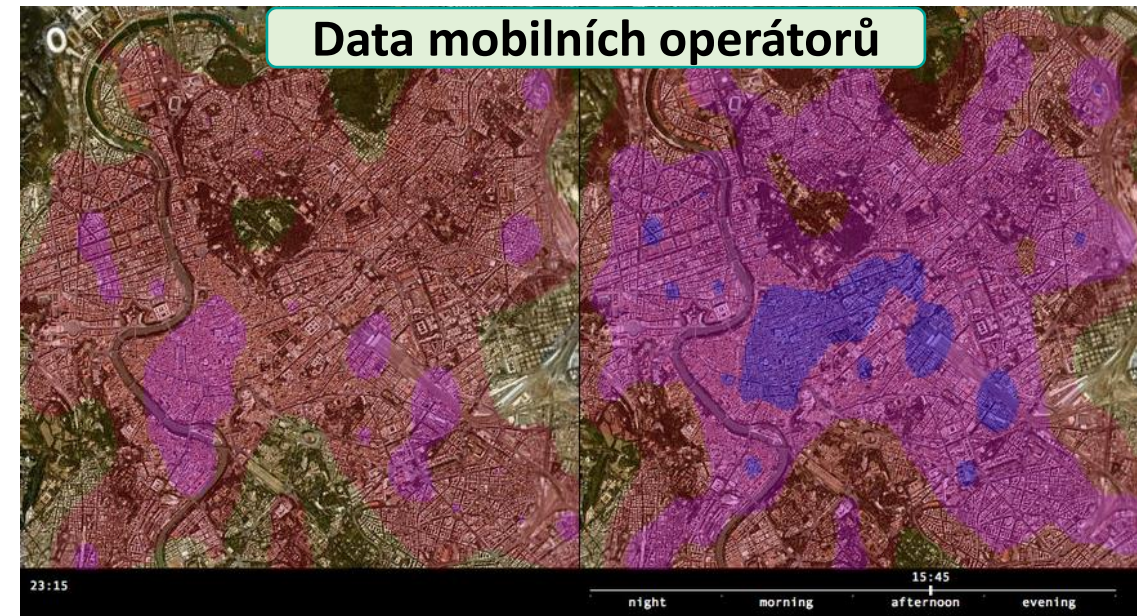 Data mobilních operátorů
23:15
15:45
night morning afternoon evening